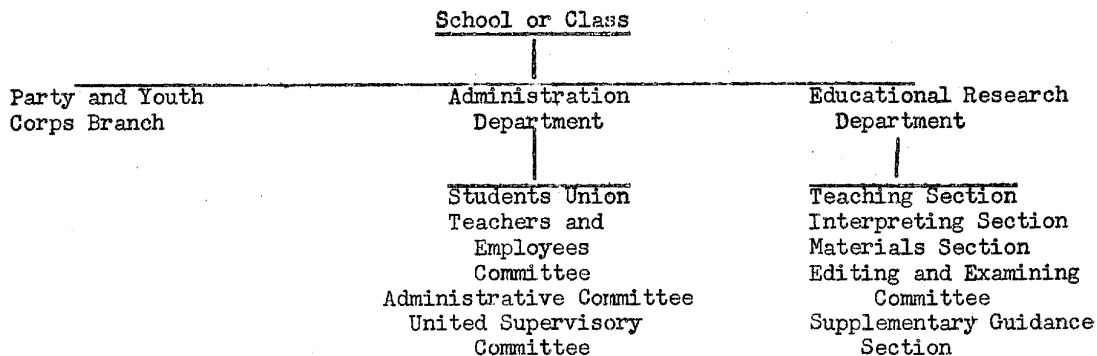 School or Class
Party and Youth
Corps Branch
Administration
Department
Educational Research
Department
Students Union
Teachers and
Employees
Committee
Administrative Committee
United Supervisory
Committee
Teaching Section
Interpreting Section
Materials Section
Editing and Examining
Committee
Supplementary Guidance
Section